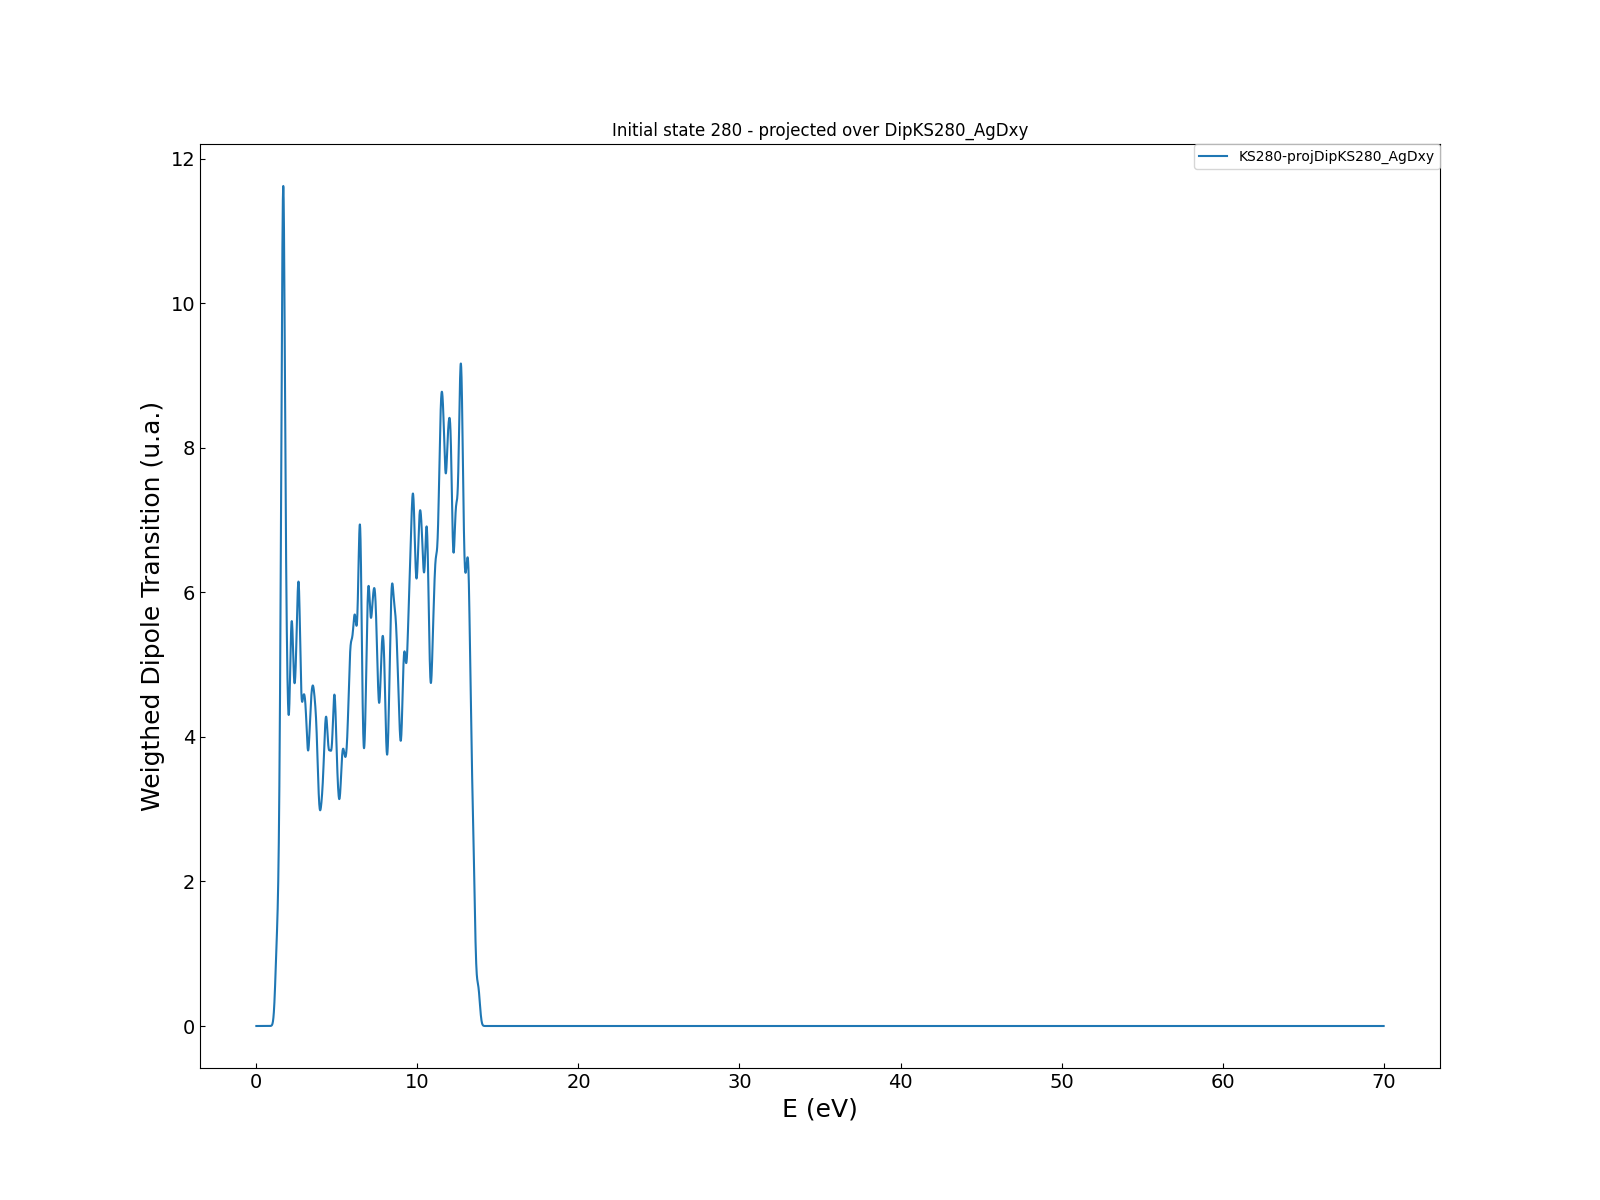 Initial state 280 - projected over DipKS280_AgDxy
KS280-projDipKS280_AgDxy
Weigthed Dipole Transition (u.a.)
12
10
8
6
4
2
0
0 10 20 30 40 50 60 70
E (eV)